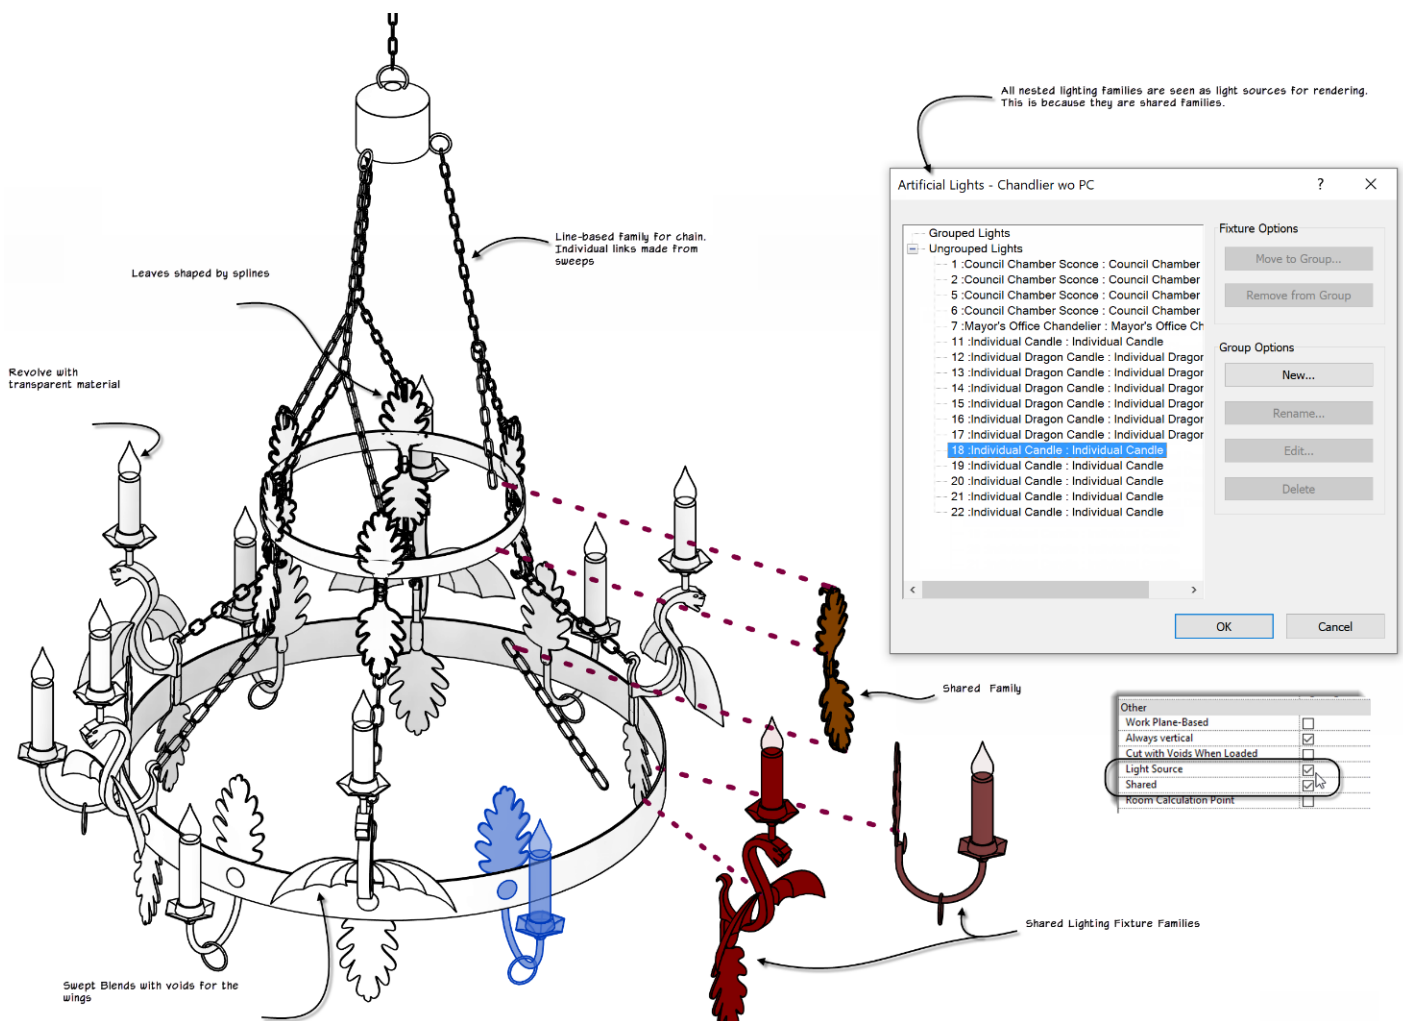 All nested lighting families are seen as light sources for rendering.
This is because they are shared families.
Line-based family for chain.
Individual links made from
sweeps
Leaves shaped by splines
Revolve with
transparent material
Artificial Lights - Chandlier wo PC
Grouped Lights
Ungrouped Lights
1 :Council Chamber Sconce : Council Chamber
2 :Council Chamber Sconce : Council Chamber
5 :Council Chamber Sconce : Council Chamber
6 :Council Chamber Sconce : Council Chamber
7 :Mayor's Office Chandelier : Mayor's Office Ch
11 :Individual Candle : Individual Candle
12 :Individual Dragon Candle : Individual Dragor
13 :Individual Dragon Candle : Individual Dragor
14 :Individual Dragon Candle : Individual Dragor
15 :Individual Dragon Candle : Individual Dragor
16 :Individual Dragon Candle : Individual Dragor
17 :Individual Dragon Candle : Individual Dragor
18 :Individual Candle : Individual Candle
19 :Individual Candle : Individual Candle
20 :Individual Candle : Individual Candle
21 :Individual Candle : Individual Candle
22 :Individual Candle : Individual Candle
Fixture Options
Move to Group...
Remove from Group
Group Options
New...
Rename...
Edit...
Delete
OK
Cancel
Shared Family
Other
Work Plane-Based
Always vertical
Cut with Voids When Loaded
Light Source
Shared
Room Calculation Point
Shared Lighting Fixture Families
Swept Blends with voids for the
wings